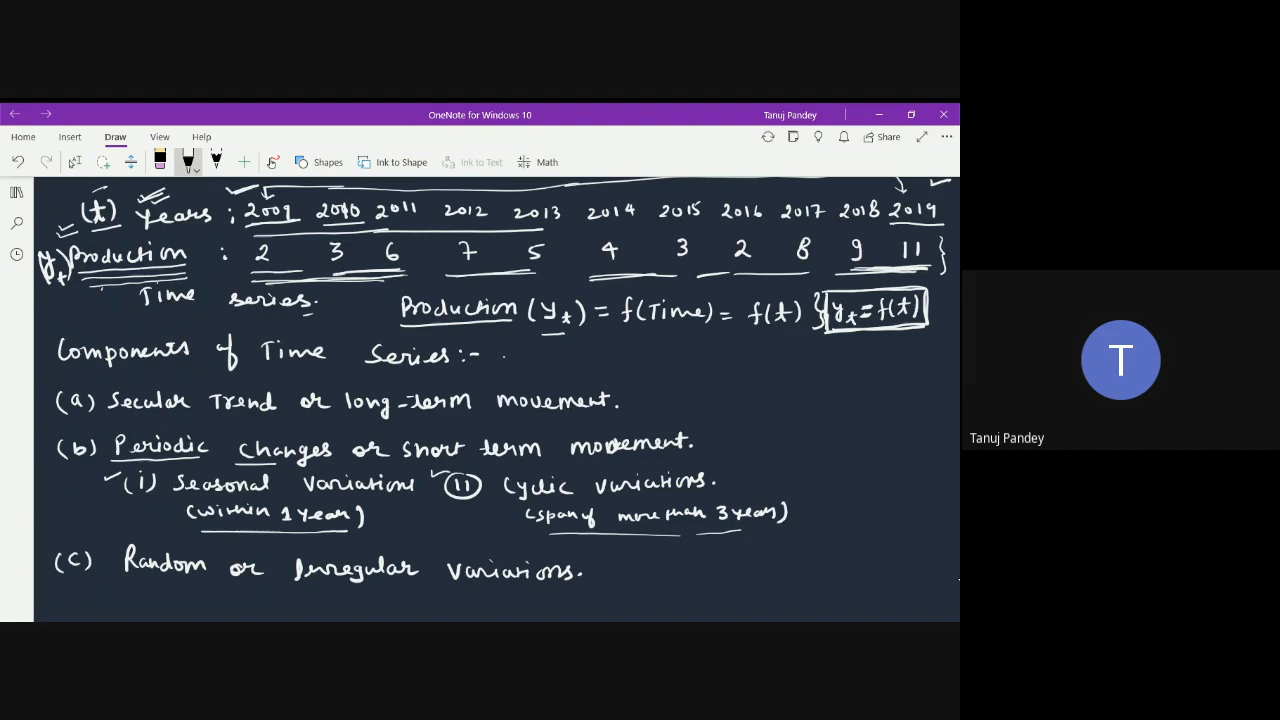 OneNote for Windows 10
Tanuj Pandey
Home Insert Draw View Help
Share
Shapes Ink to Shape Ink to Text Math
(t) Years : 2009 2010 2011 2012 2013 2014 2015 2016 2017 2018 2019
yt) Production : 2 3 6 7 5 4 3 2 8 9 11 }
Time series.
Production (yt) = f(Time) = f(t) } yt = f(t)
Components of Time Series :-
(a) Secular Trend or long-term movement.
(b) Periodic Changes or short term movement.
(i) Seasonal Variations (ii) Cyclic variations.
(within 1 year) (span of more than 3 years)
(C) Random or Irregular Variations.
T
Tanuj Pandey